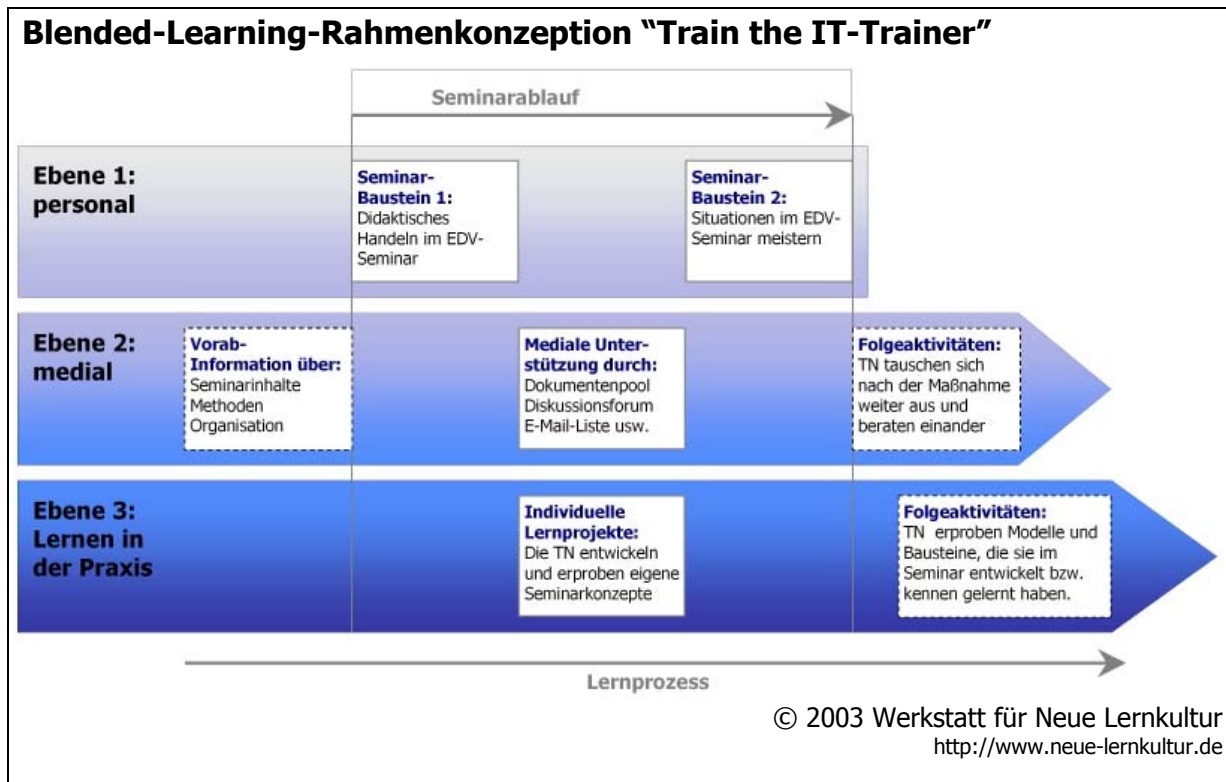 Blended-Learning-Rahmenkonzeption “Train the IT-Trainer”
Seminarablauf
Ebene 1:
personal
Seminar-
Baustein 1:
Didaktisches
Handeln im EDV-
Seminar
Seminar-
Baustein 2:
Situationen im EDV-
Seminar meistern
Ebene 2:
medial
Vorab-
Information über:
Seminarinhalte
Methoden
Organisation
Mediale Unter-
stützung durch:
Dokumentenpool
Diskussionsforum
E-Mail-Liste usw.
Folgeaktivitäten:
TN tauschen sich
nach der Maßnahme
weiter aus und
beraten einander
Ebene 3:
Lernen in
der Praxis
Individuelle
Lernprojekte:
Die TN entwickeln
und erproben eigene
Seminarkonzepte
Folgeaktivitäten:
TN erproben Modelle und
Bausteine, die sie im
Seminar entwickelt bzw.
kennen gelernt haben.
Lernprozess
© 2003 Werkstatt für Neue Lernkultur
http://www.neue-lernkultur.de